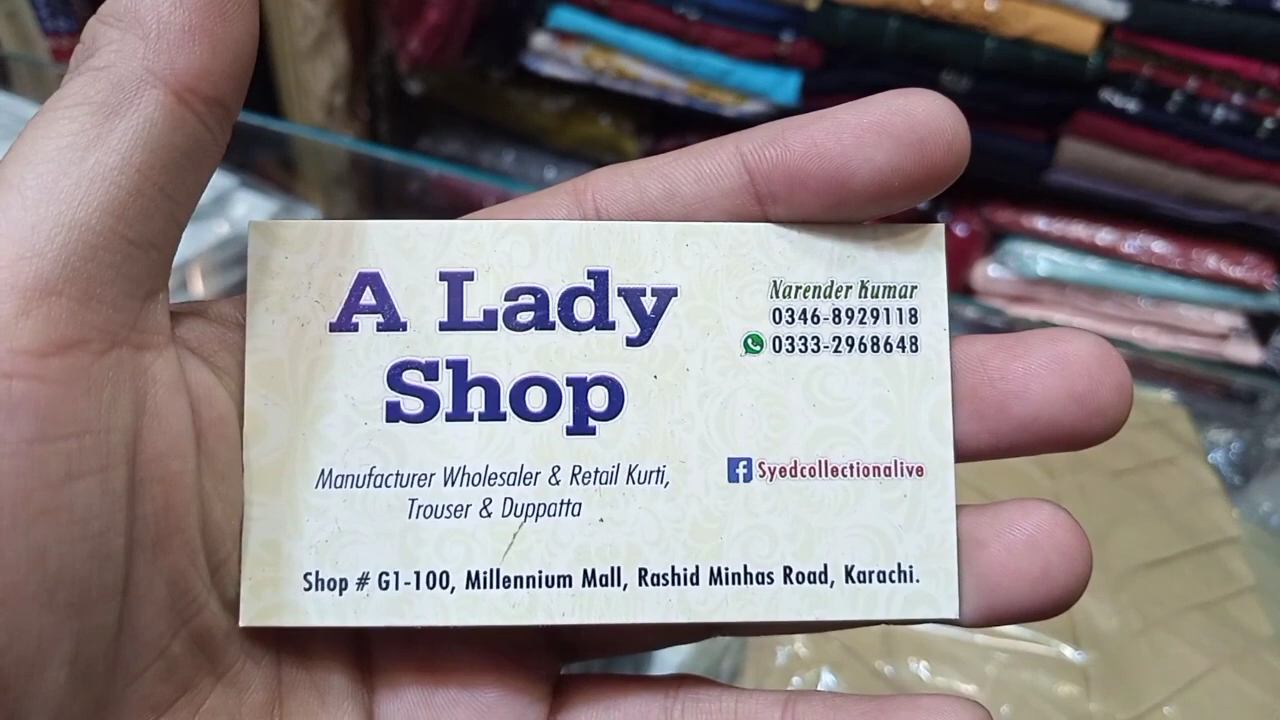 A Lady
Shop
Manufacturer Wholesaler & Retail Kurti,
Trouser & Duppatta
Narender Kumar
0346-8929118
0333-2968648
Syedcollectionalive
Shop # G1-100, Millennium Mall, Rashid Minhas Road, Karachi.